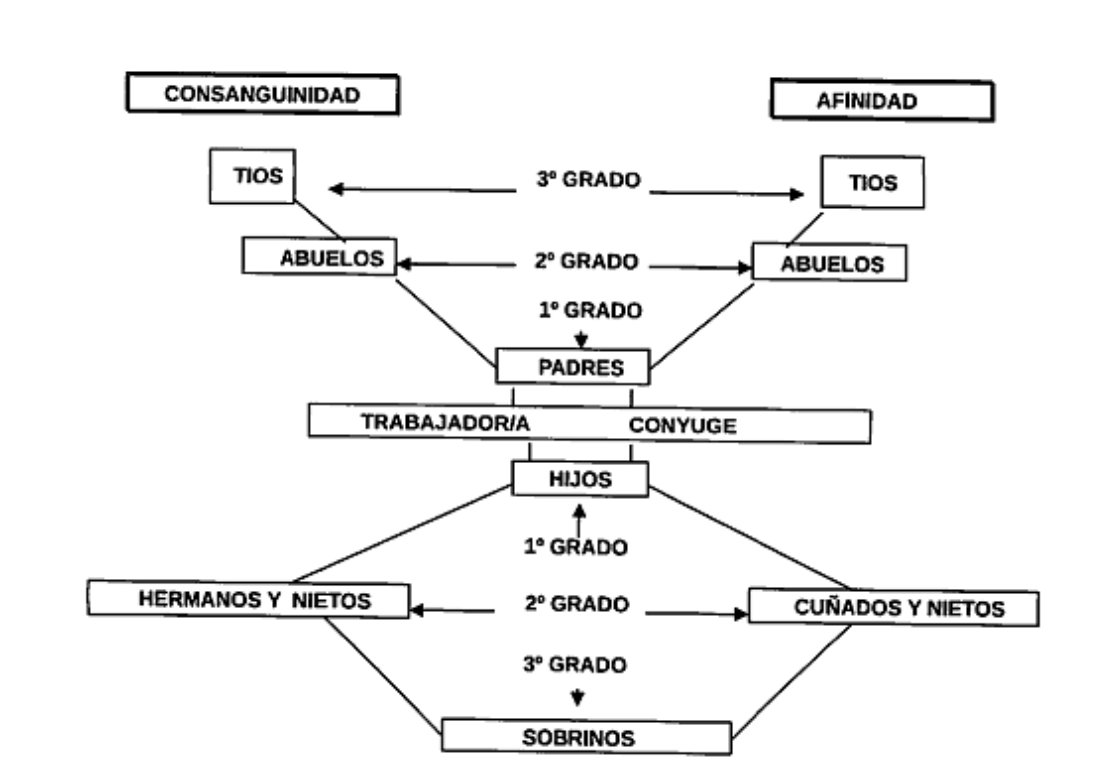 CONSANGUINIDAD AFINIDAD
TIOS 3º GRADO TIOS
ABUELOS 2º GRADO ABUELOS
1º GRADO
PADRES
TRABAJADOR/A CONYUGE
HIJOS
1º GRADO
HERMANOS Y NIETOS 2º GRADO CUÑADOS Y NIETOS
3º GRADO
SOBRINOS